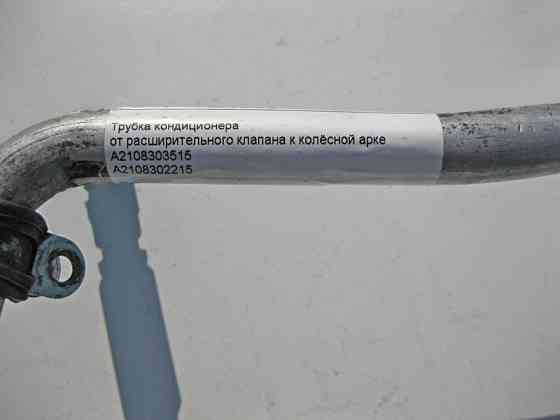 Трубка кондиционера
от расширительного клапана к колёсной арке
A2108303515
A2108302215